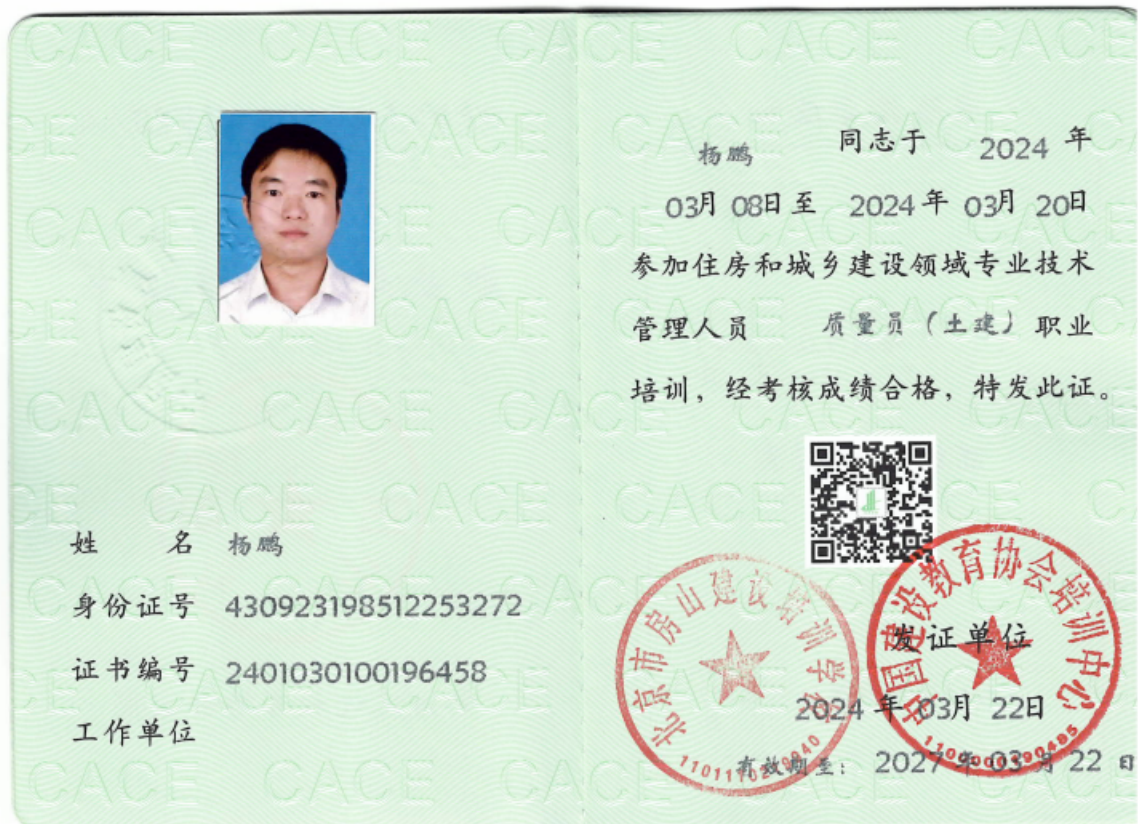 姓 名 杨鹏
身份证号 430923198512253272
证书编号 2401030100196458
工作单位
杨鹏 同志于 2024 年
03月 08日 至 2024 年 03月 20日
参加住房和城乡建设领域专业技术
管理人员 质量员（土建）职业
培训，经考核成绩合格，特发此证。
北京市房山建设培训学校
中国建设教育协会培训中心
发证单位
2024 年 03月 22日
有效期至： 2027 年 03 月 22 日
CACE